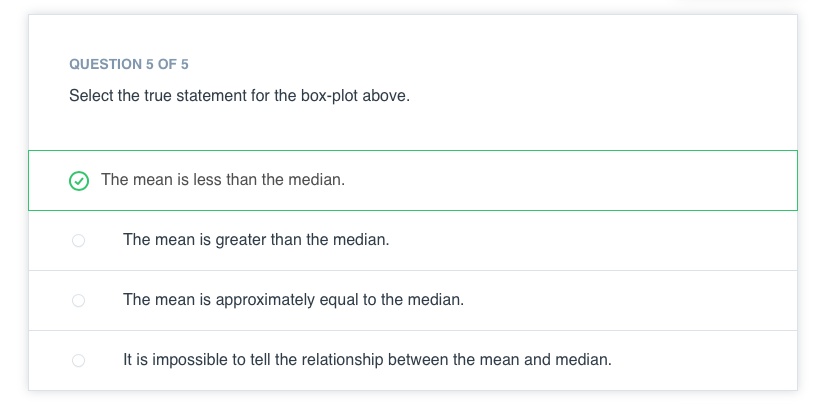 QUESTION 5 OF 5
Select the true statement for the box-plot above.
The mean is less than the median.
The mean is greater than the median.
The mean is approximately equal to the median.
It is impossible to tell the relationship between the mean and median.